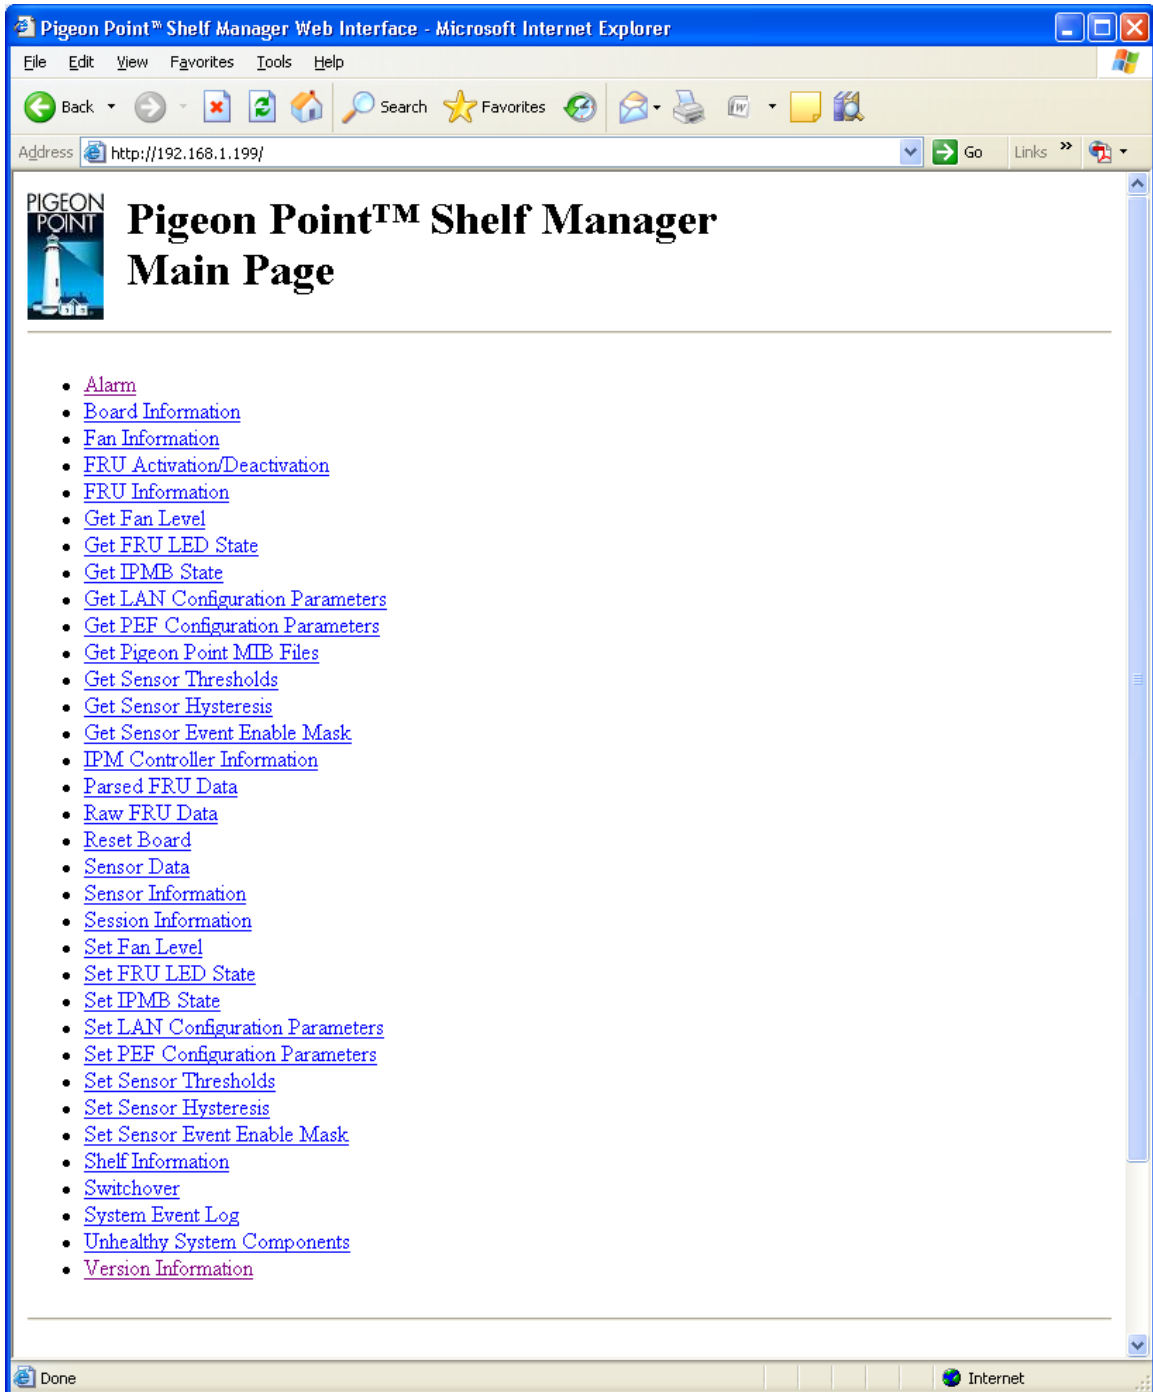 Pigeon Point™ Shelf Manager Web Interface - Microsoft Internet Explorer
File Edit View Favorites Tools Help
Back Search Favorites
Address http://192.168.1.199/ Go Links »
PIGEON
POINT
Pigeon Point™ Shelf Manager
Main Page
• Alarm
• Board Information
• Fan Information
• FRU Activation/Deactivation
• FRU Information
• Get Fan Level
• Get FRU LED State
• Get IPMB State
• Get LAN Configuration Parameters
• Get PEF Configuration Parameters
• Get Pigeon Point MIB Files
• Get Sensor Thresholds
• Get Sensor Hysteresis
• Get Sensor Event Enable Mask
• IPM Controller Information
• Parsed FRU Data
• Raw FRU Data
• Reset Board
• Sensor Data
• Sensor Information
• Session Information
• Set Fan Level
• Set FRU LED State
• Set IPMB State
• Set LAN Configuration Parameters
• Set PEF Configuration Parameters
• Set Sensor Thresholds
• Set Sensor Hysteresis
• Set Sensor Event Enable Mask
• Shelf Information
• Switchover
• System Event Log
• Unhealthy System Components
• Version Information
Done Internet